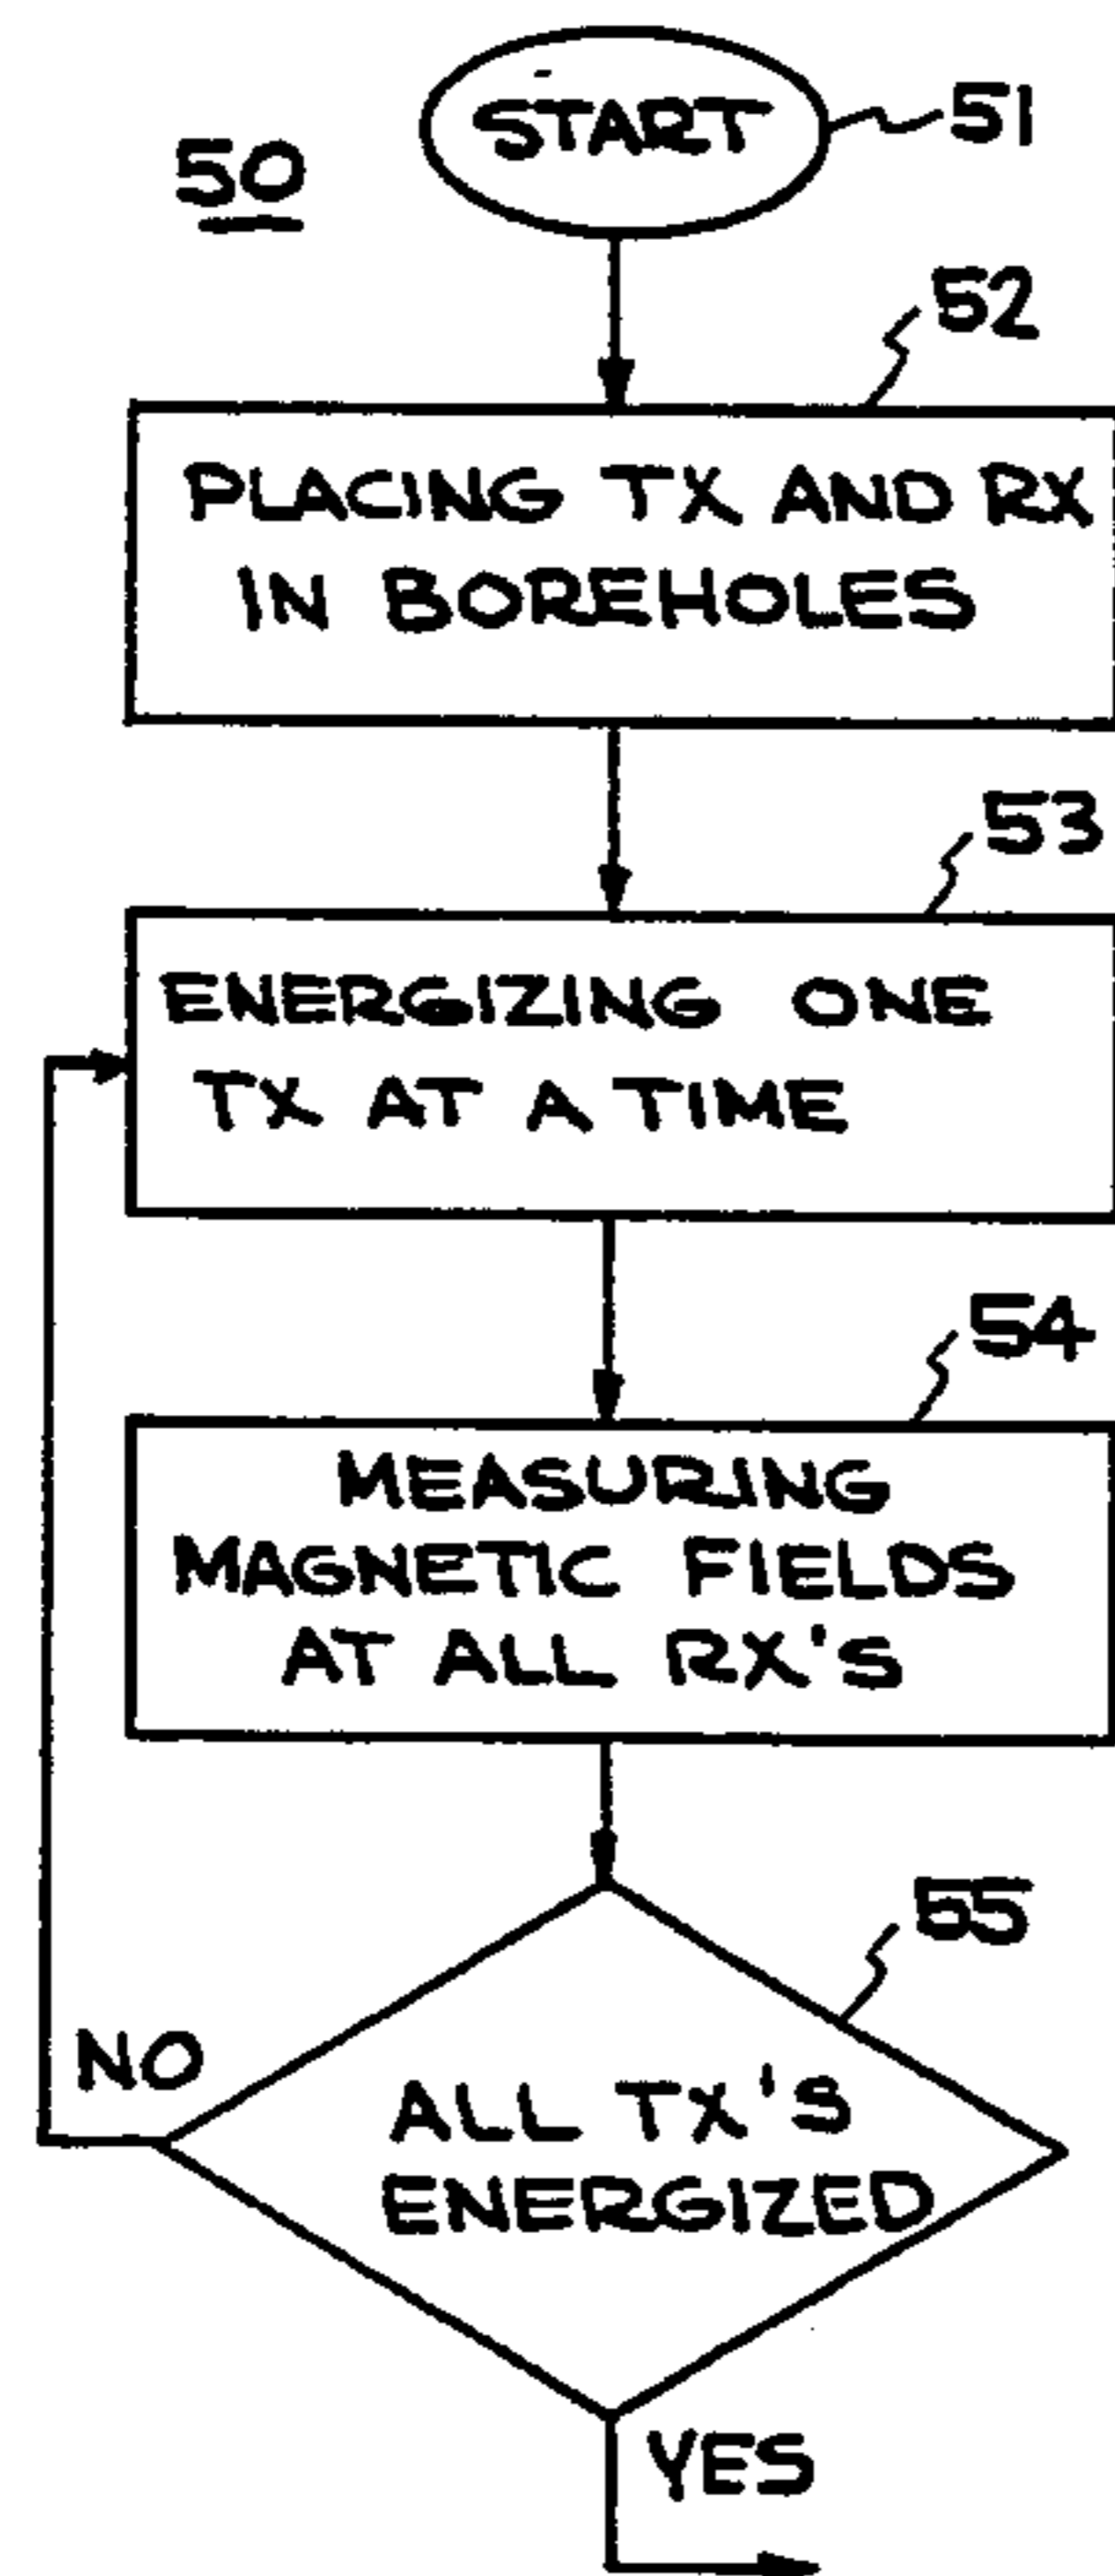 START
51
50
52
PLACING TX AND RX
IN BOREHOLES
53
ENERGIZING ONE
TX AT A TIME
54
MEASURING
MAGNETIC FIELDS
AT ALL RX'S
55
NO
ALL TX'S
ENERGIZED
YES